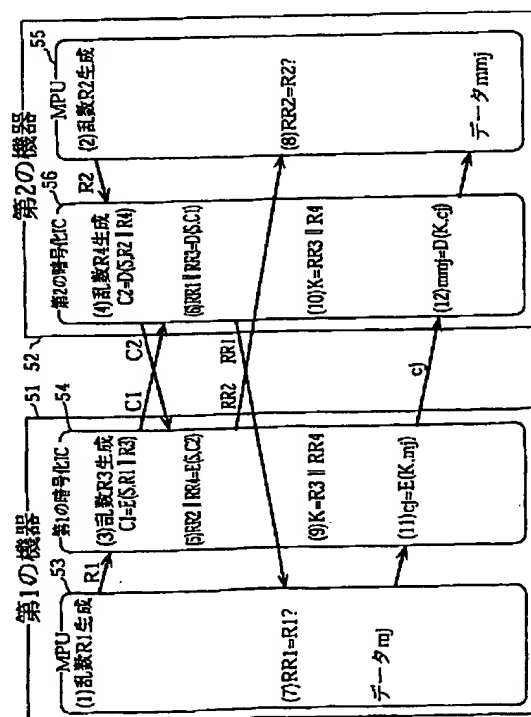 第1の機器
51
53
MPU
(1)乱数R1生成
(7)RR1=R1?
データmj
R1
54
第1の暗号化IC
(3)乱数R3生成
C1=E(S,R1 ∥ R3)
(5)RR2 ∥ RR4=E(S,C2)
(9)K=R3 ∥ RR4
(11)cj=E(K,mj)
C1
C2
RR2
RR1
cj
第2の機器
52
56
第2の暗号化IC
(4)乱数R4生成
C2=D(S,R2 ∥ R4)
(6)RR1 ∥ RR3=D(S,C1)
(10)K=RR3 ∥ R4
(12)mmj=D(K,cj)
R2
55
MPU
(2)乱数R2生成
(8)RR2=R2?
データmmj